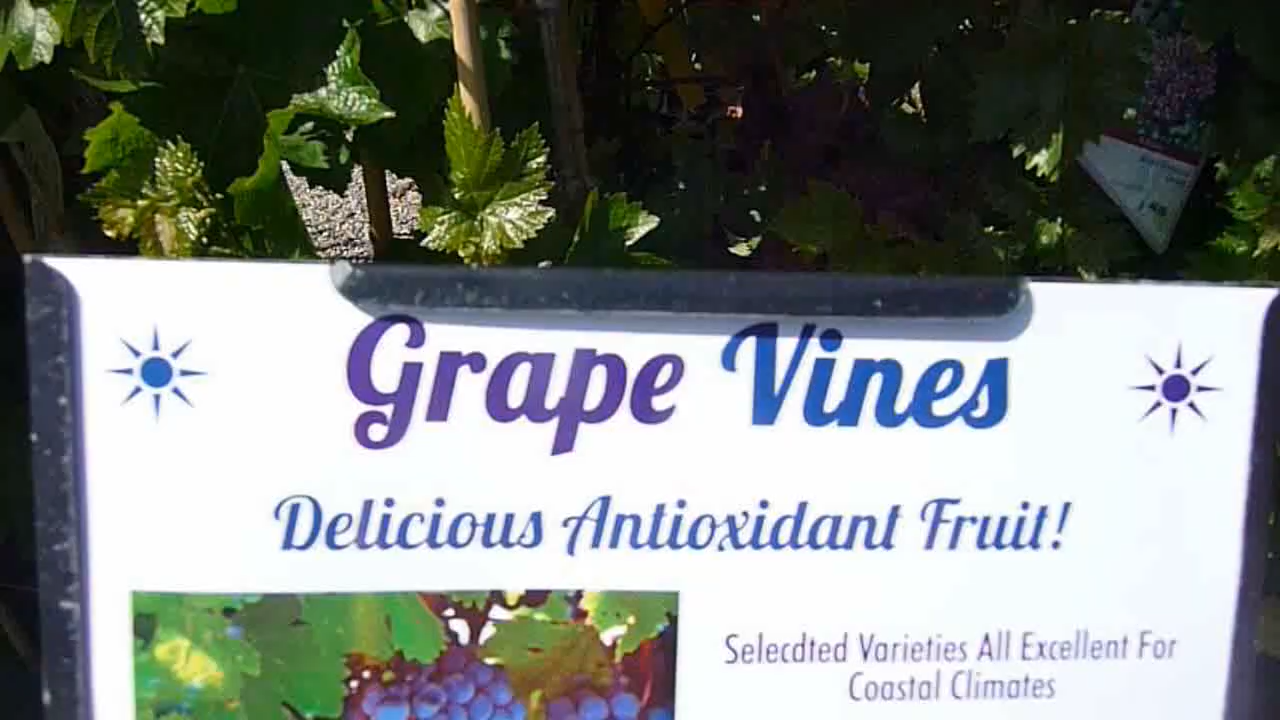 Grape Vines
Delicious Antioxidant Fruit!
Selecdted Varieties All Excellent For
Coastal Climates